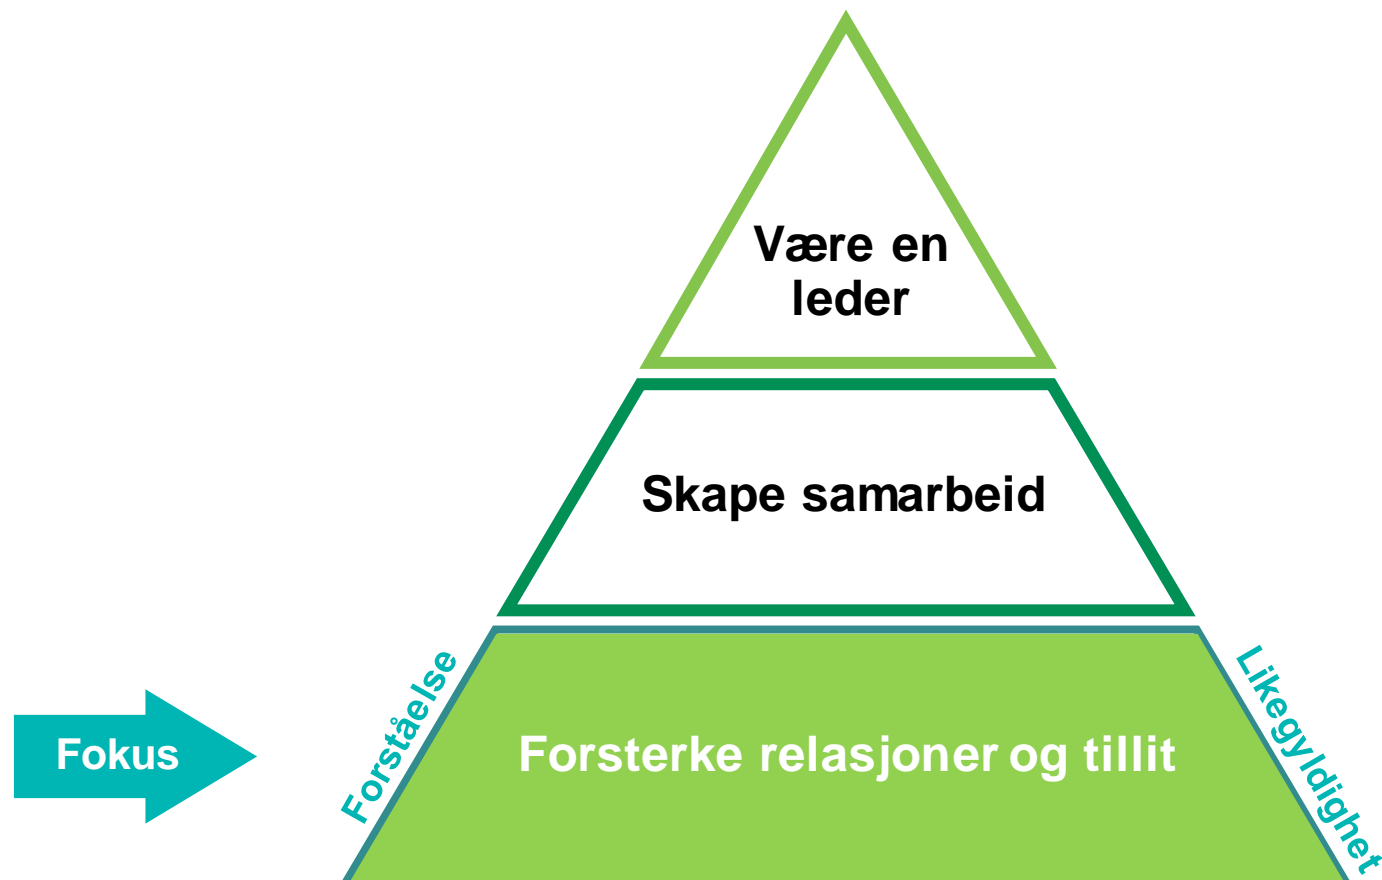 Være en
leder
Skape samarbeid
Fokus
Forståelse
Forsterke relasjoner og tillit
Likegyldighet